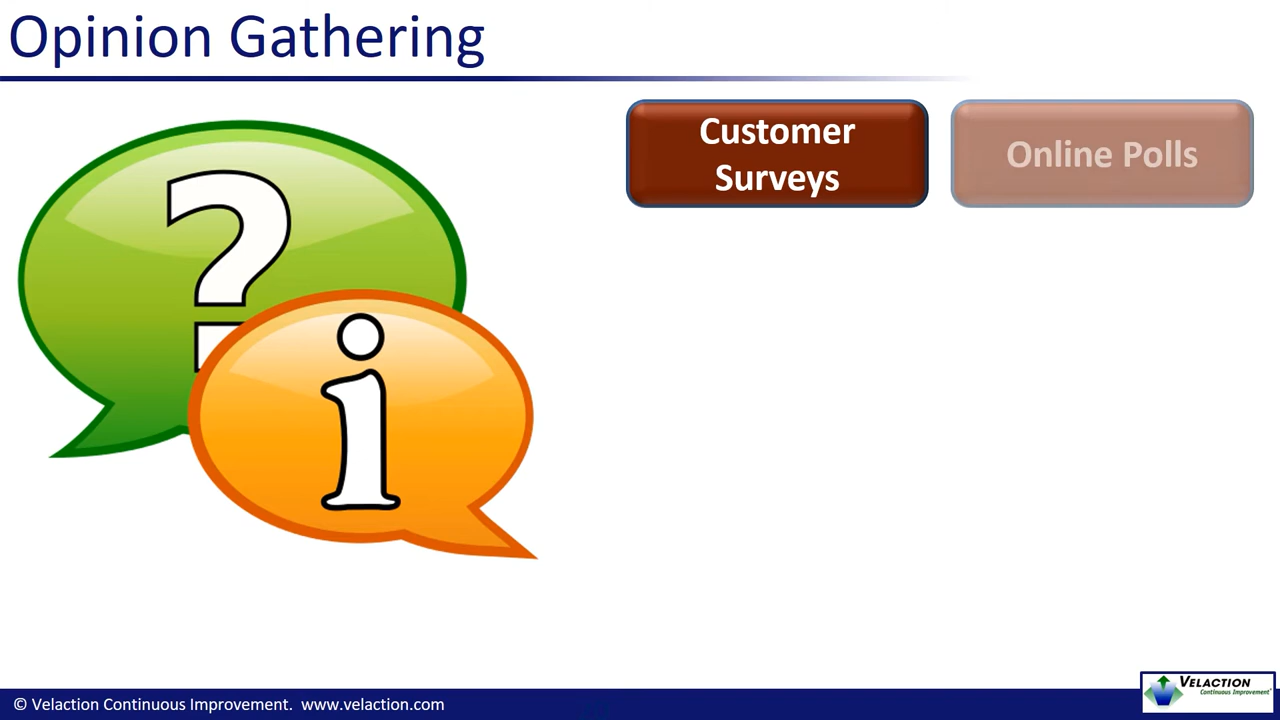 Opinion Gathering
Customer
Surveys
Online Polls
?
i
© Velaction Continuous Improvement. www.velaction.com
VELACTION
Continuous Improvement®